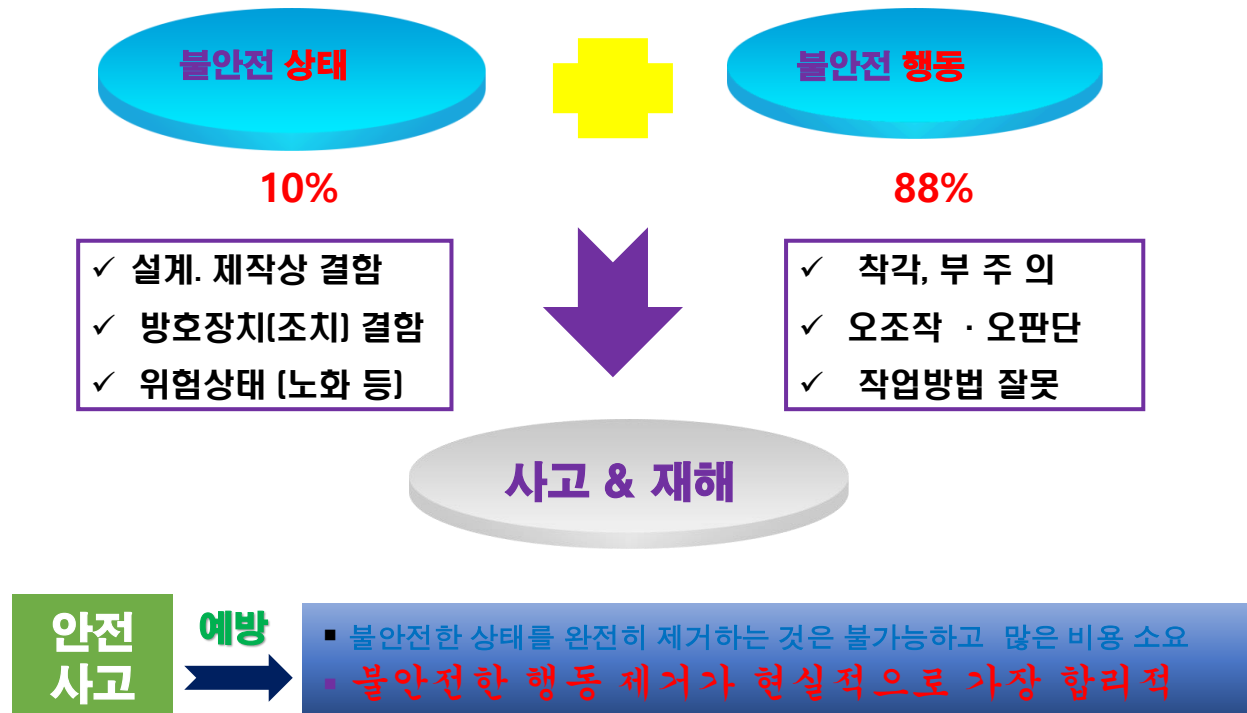 불안전 상태
불안전 행동
10%
88%
✓ 설계. 제작상 결함
✓ 방호장치(조치) 결함
✓ 위험상태 (노화 등)
✓ 착각, 부 주 의
✓ 오조작 · 오판단
✓ 작업방법 잘못
사고 & 재해
안전
사고
예방
▪ 불안전한 상태를 완전히 제거하는 것은 불가능하고 많은 비용 소요
▪ 불안전한 행동 제거가 현실적으로 가장 합리적